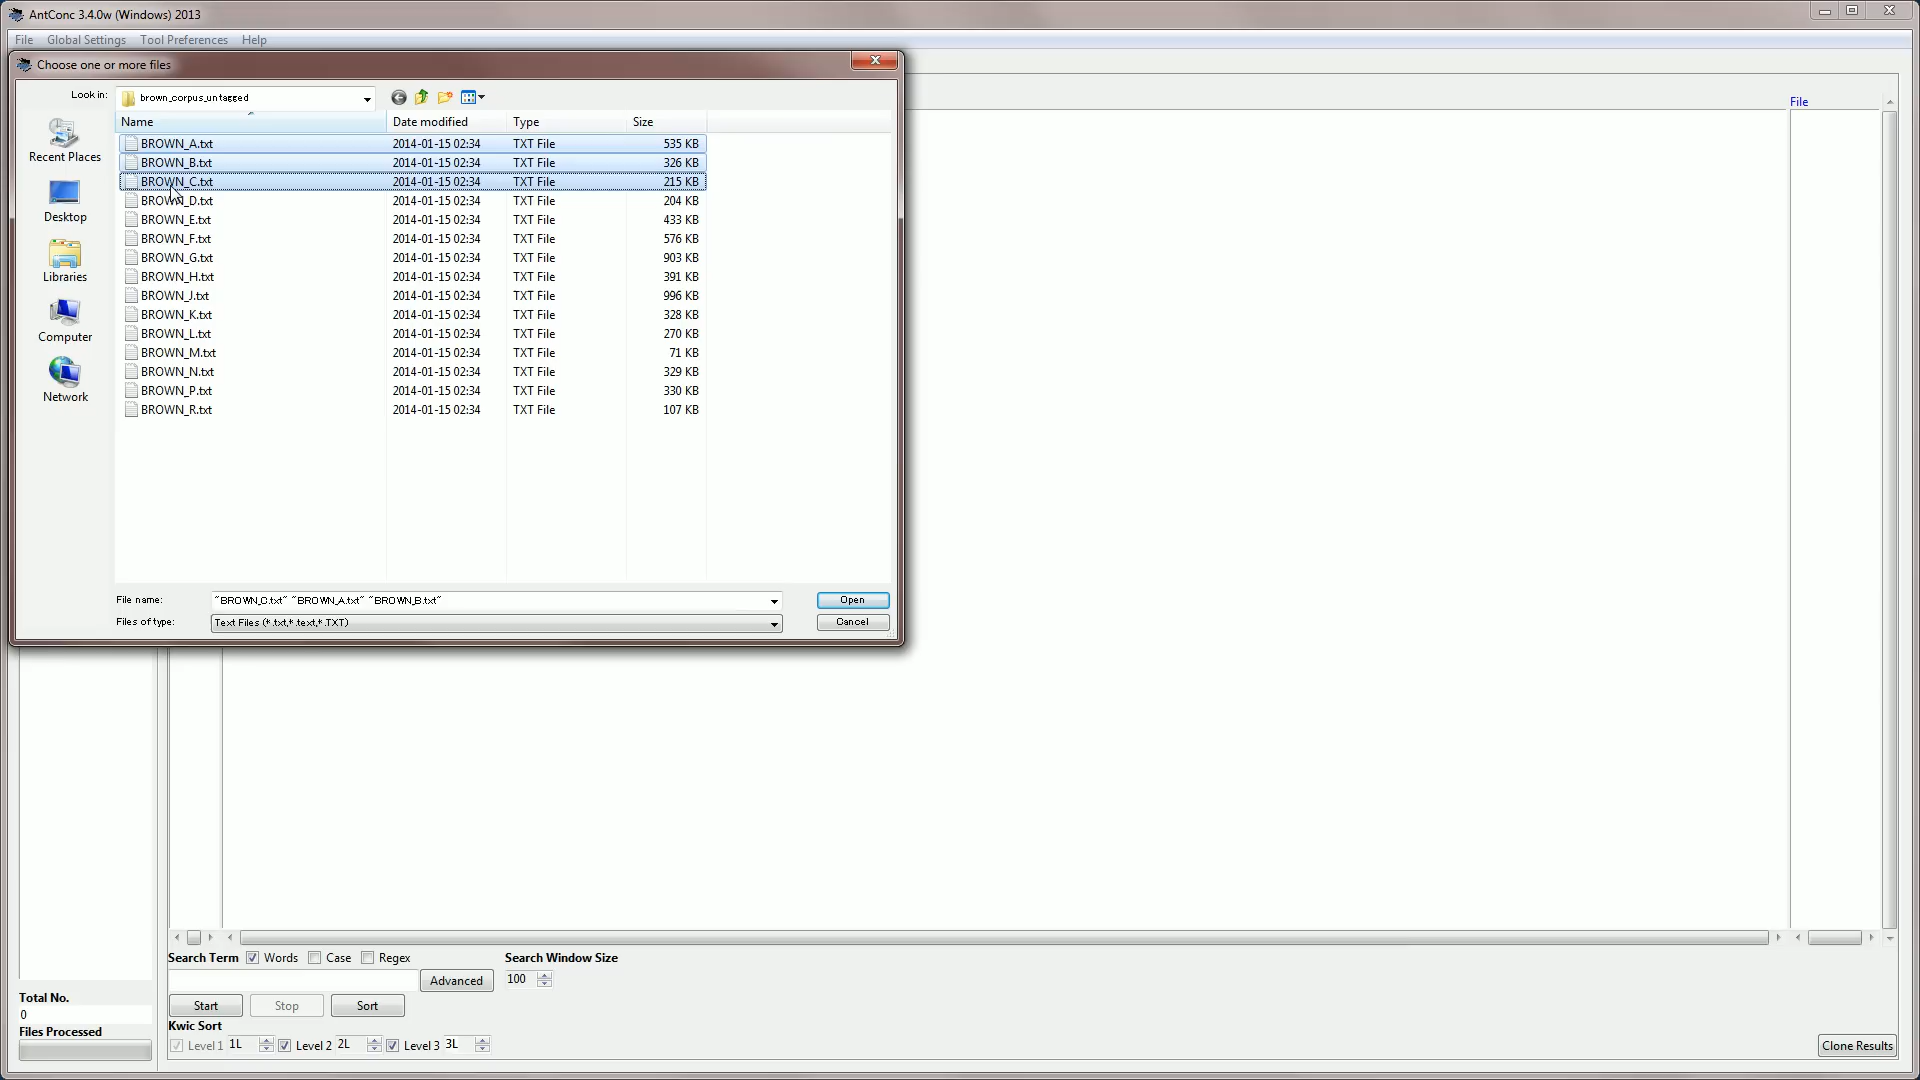 AntConc 3.4.0w (Windows) 2013
File Global Settings Tool Preferences Help
Choose one or more files
Look in: brown_corpus_untagged
Name Date modified Type Size
BROWN_A.txt 2014-01-15 02:34 TXT File 535 KB
BROWN_B.txt 2014-01-15 02:34 TXT File 326 KB
BROWN_C.txt 2014-01-15 02:34 TXT File 215 KB
BROWN_D.txt 2014-01-15 02:34 TXT File 204 KB
BROWN_E.txt 2014-01-15 02:34 TXT File 433 KB
BROWN_F.txt 2014-01-15 02:34 TXT File 576 KB
BROWN_G.txt 2014-01-15 02:34 TXT File 903 KB
BROWN_H.txt 2014-01-15 02:34 TXT File 391 KB
BROWN_J.txt 2014-01-15 02:34 TXT File 996 KB
BROWN_K.txt 2014-01-15 02:34 TXT File 328 KB
BROWN_L.txt 2014-01-15 02:34 TXT File 270 KB
BROWN_M.txt 2014-01-15 02:34 TXT File 71 KB
BROWN_N.txt 2014-01-15 02:34 TXT File 329 KB
BROWN_P.txt 2014-01-15 02:34 TXT File 330 KB
BROWN_R.txt 2014-01-15 02:34 TXT File 107 KB
Recent Places
Desktop
Libraries
Computer
Network
File name: "BROWN_C.txt" "BROWN_A.txt" "BROWN_B.txt" Open
Files of type: Text Files (*.txt,*.text,*.TXT) Cancel
File
Search Term Words Case Regex Search Window Size
Advanced 100
Start Stop Sort
Kwic Sort
Level 1 1L Level 2 2L Level 3 3L
Total No.
0
Files Processed
Clone Results